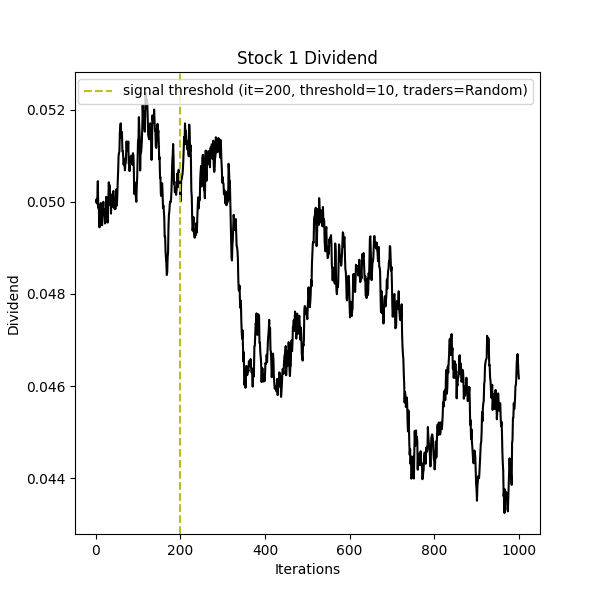 Stock 1 Dividend
signal threshold (it=200, threshold=10, traders=Random)
0.052
0.050
0.048
0.046
0.044
Dividend
0 200 400 600 800 1000
Iterations